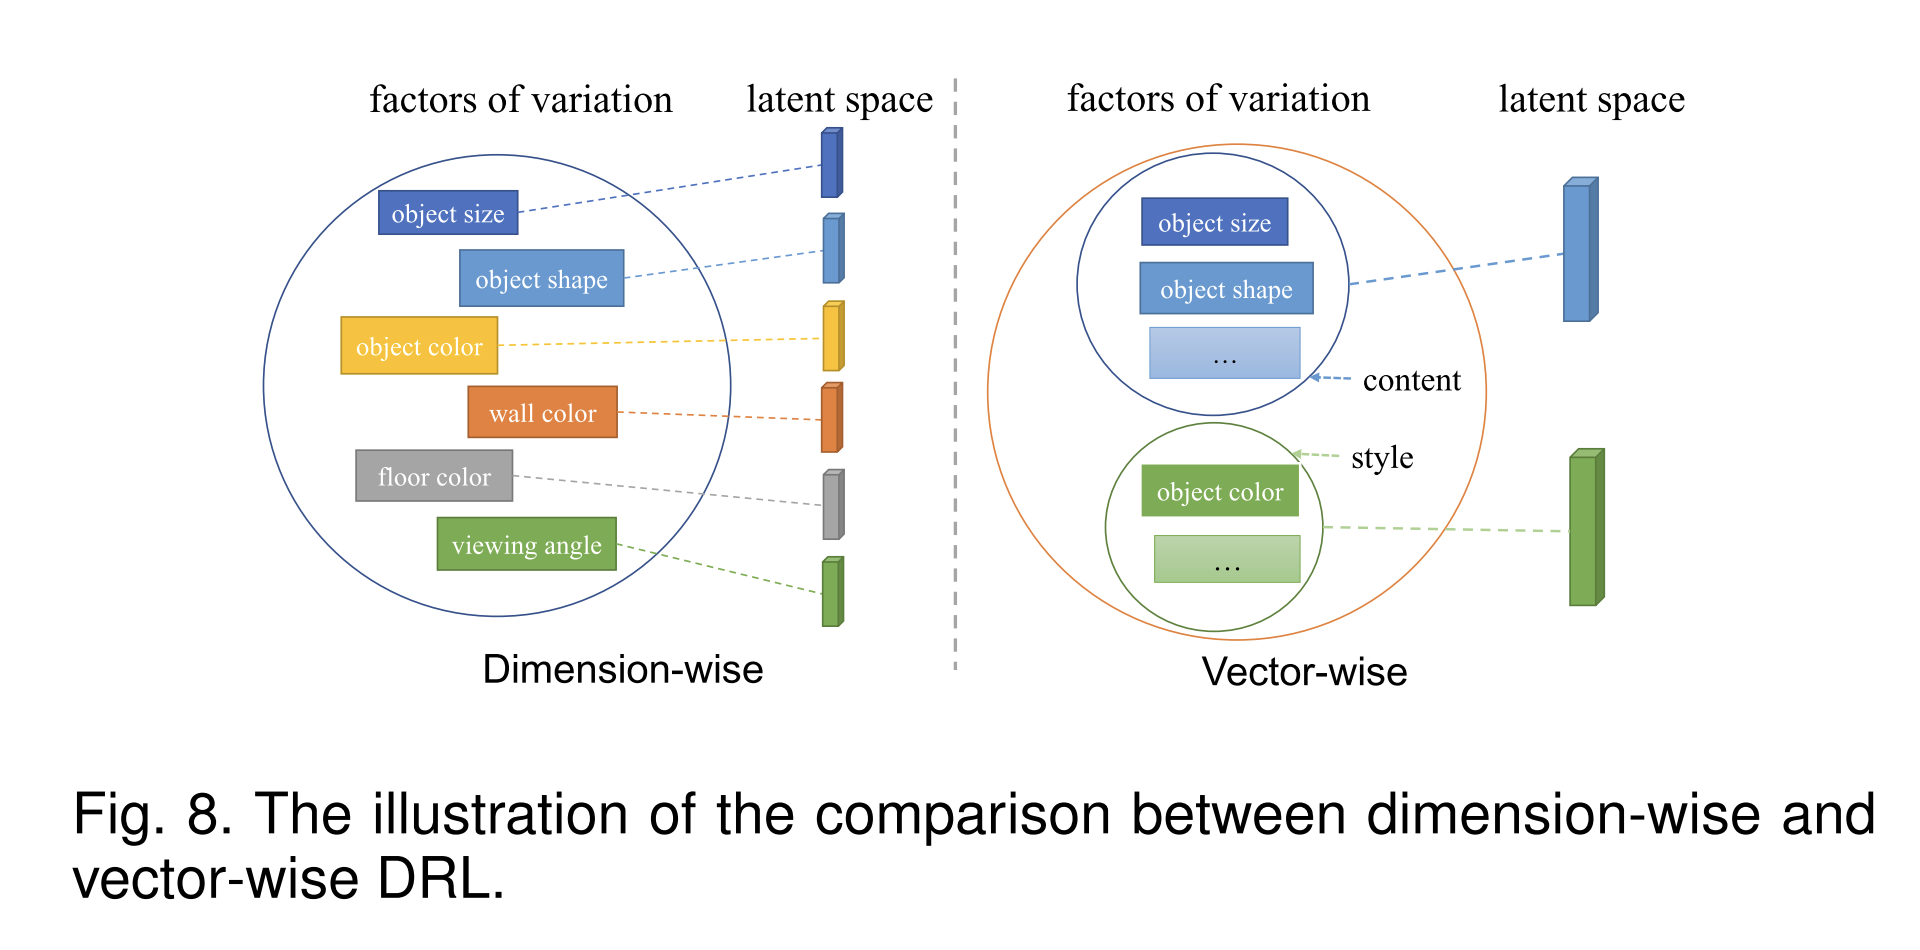 factors of variation
latent space
object size
object shape
object color
wall color
floor color
viewing angle
Dimension-wise
factors of variation
latent space
object size
object shape
...
content
style
object color
...
Vector-wise
Fig. 8. The illustration of the comparison between dimension-wise and
vector-wise DRL.